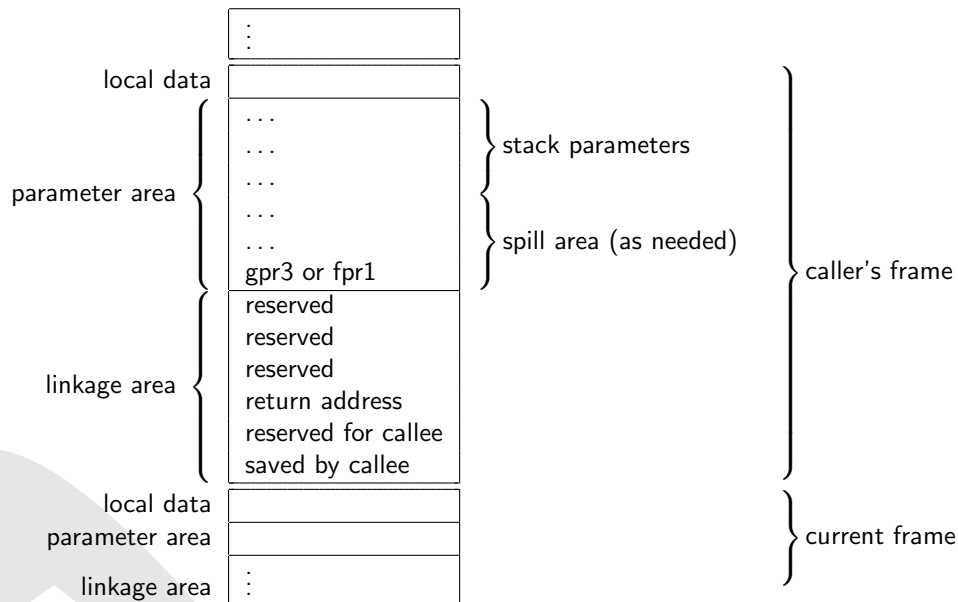 ⋮
local data
. . .
. . .
stack parameters
. . .
parameter area
. . .
. . .
spill area (as needed)
gpr3 or fpr1
caller's frame
reserved
reserved
reserved
linkage area
return address
reserved for callee
saved by callee
local data
parameter area
current frame
linkage area
⋮